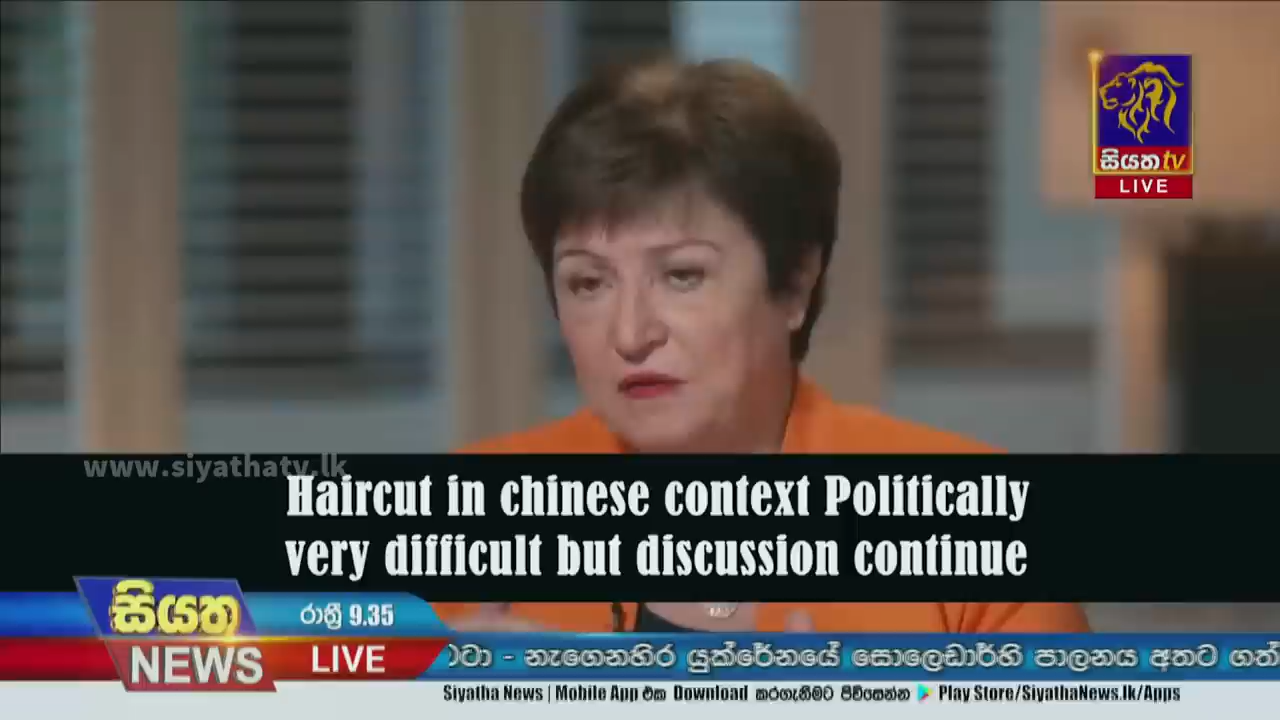 සියත tv
LIVE
www.siyathatv.lk
Haircut in chinese context Politically
very difficult but discussion continue
සියත
NEWS
රාත්‍රී 9.35
LIVE
- නැගෙනහිර යුක්රේනයේ සොලෙඩාර්හි පාලනය අතට ගත්
Siyatha News | Mobile App එක Download කරගැනීමට පිවිසෙන්න Play Store/SiyathaNews.lk/Apps